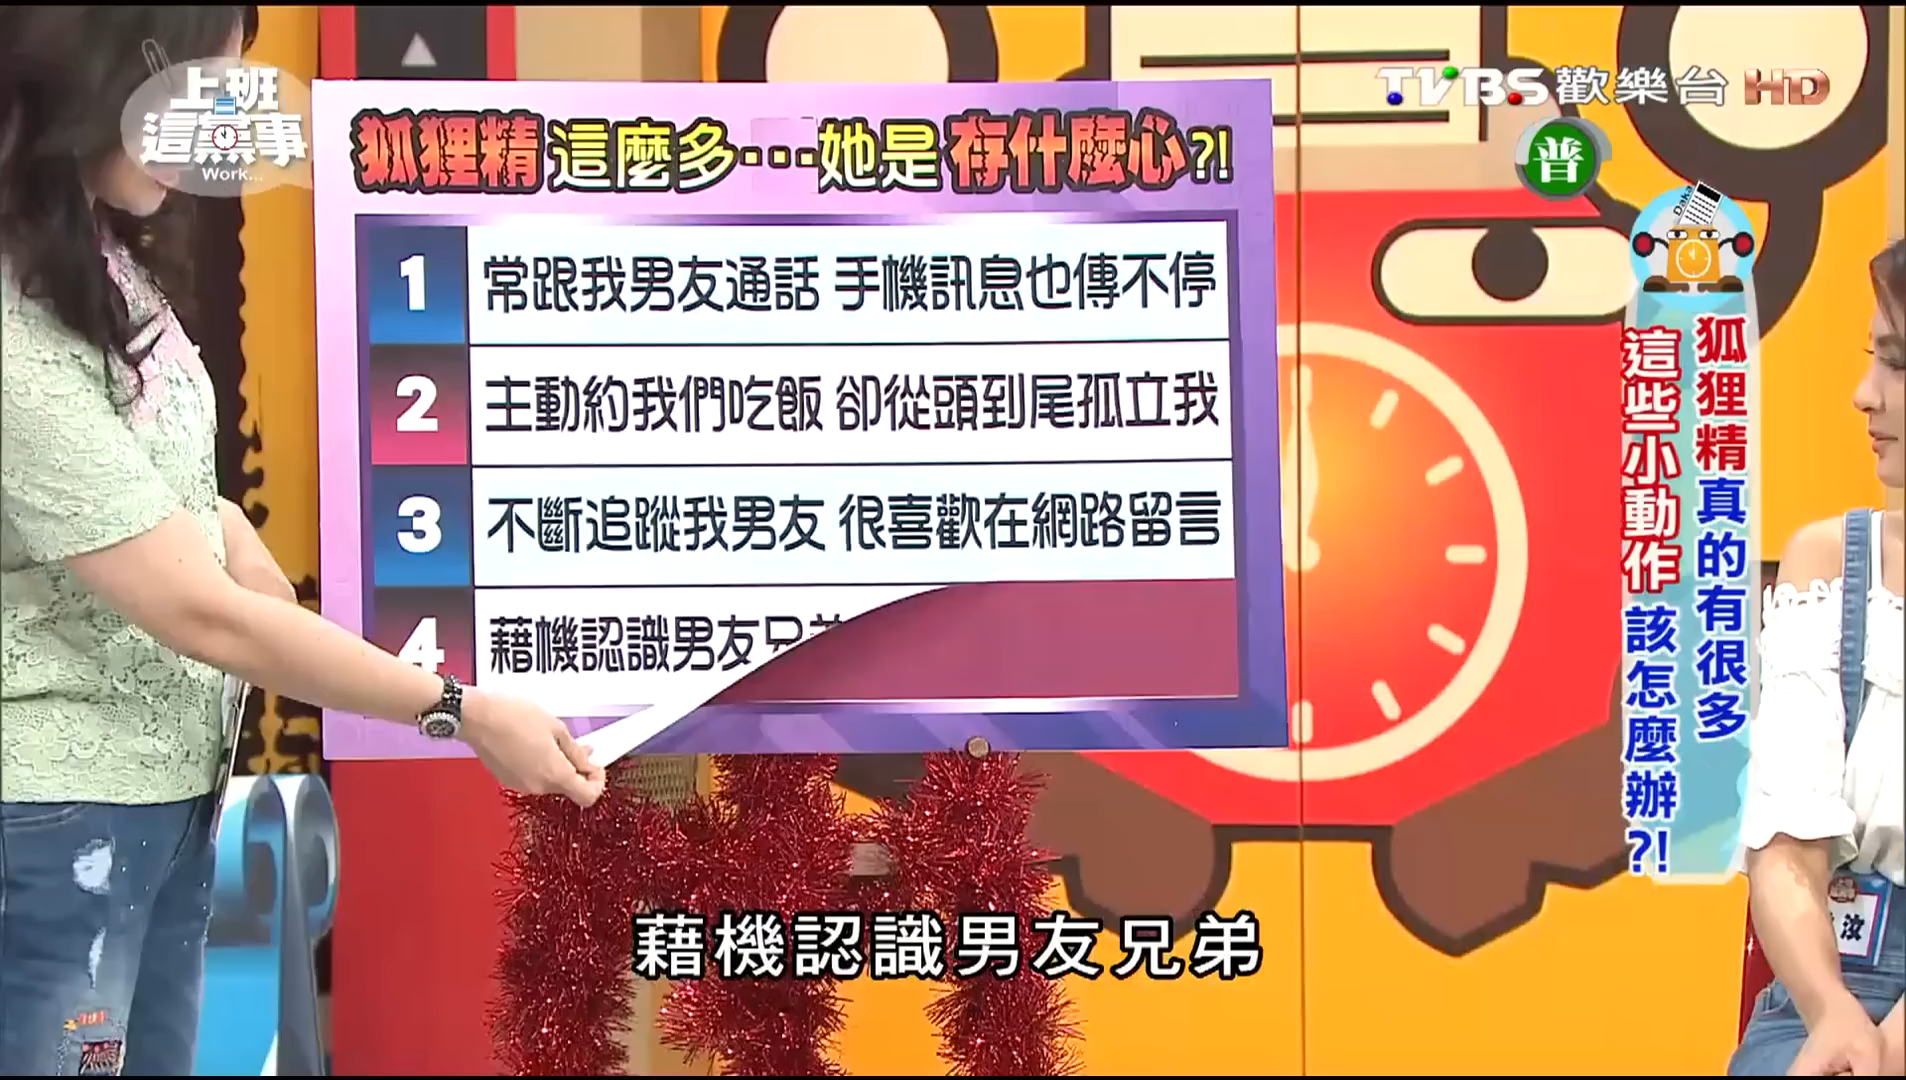 上班
這黨事
Work...
TVBS歡樂台 HD
普
狐狸精這麼多···她是存什麼心?!
1 常跟我男友通話 手機訊息也傳不停
2 主動約我們吃飯 卻從頭到尾孤立我
3 不斷追蹤我男友 很喜歡在網路留言
4 藉機認識男友兄弟
Daka
狐狸精真的有很多
這些小動作 該怎麼辦?!
汝
藉機認識男友兄弟